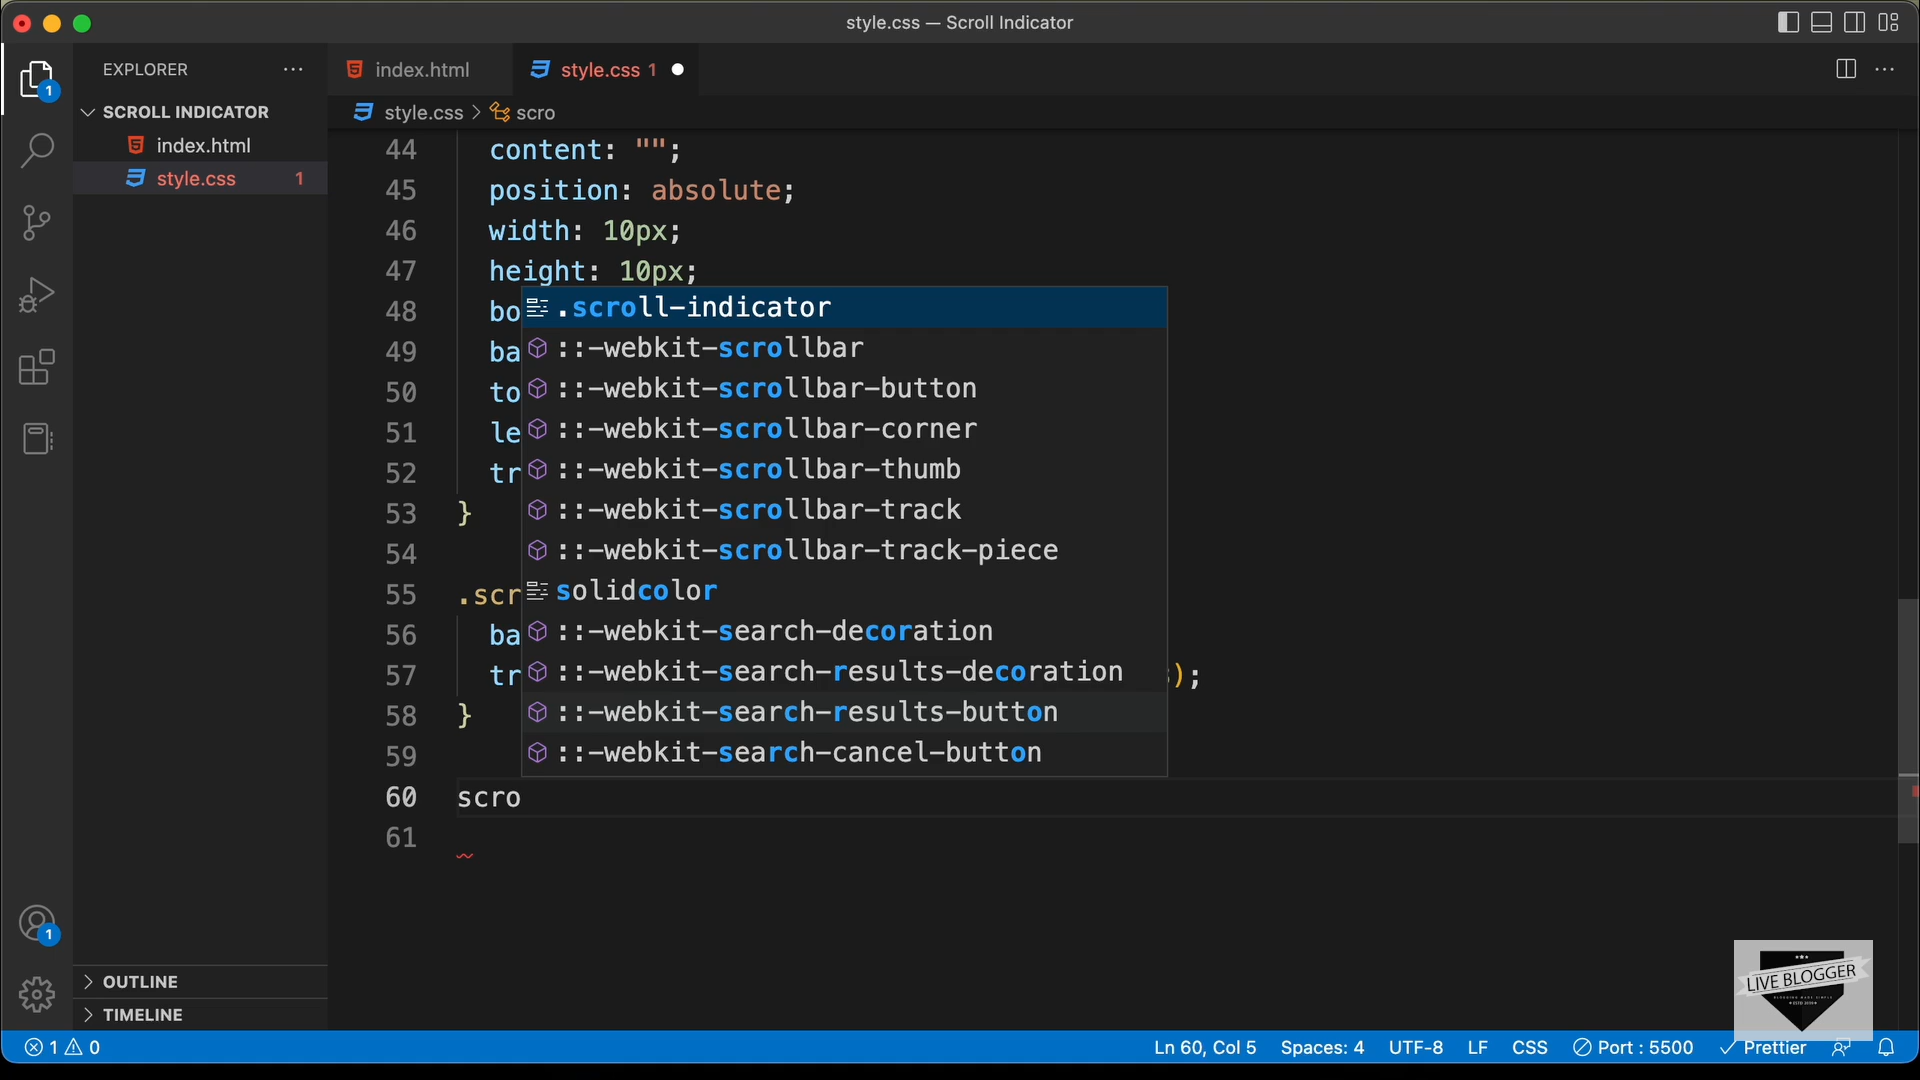 style.css — Scroll Indicator
EXPLORER
index.html
style.css 1
SCROLL INDICATOR
style.css > scro
index.html
style.css 1
44 content: "";
45 position: absolute;
46 width: 10px;
47 height: 10px;
48 bo
49 ba
50 to
51 le
52 tr
53 }
54
55 .scr
56 ba
57 tr );
58 }
59
60 scro
61
.scroll-indicator
::-webkit-scrollbar
::-webkit-scrollbar-button
::-webkit-scrollbar-corner
::-webkit-scrollbar-thumb
::-webkit-scrollbar-track
::-webkit-scrollbar-track-piece
solidcolor
::-webkit-search-decoration
::-webkit-search-results-decoration
::-webkit-search-results-button
::-webkit-search-cancel-button
1
1
OUTLINE
TIMELINE
LIVE BLOGGER
1 0
Ln 60, Col 5 Spaces: 4 UTF-8 LF CSS Port : 5500 Prettier